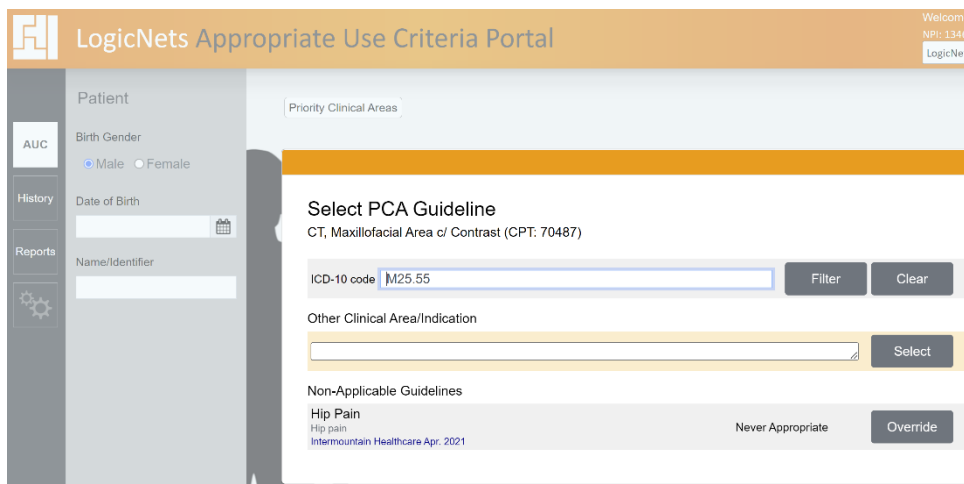 LogicNets Appropriate Use Criteria Portal
Welcom
NPI: 134
LogicNe
AUC
History
Reports
Patient
Birth Gender
Male Female
Date of Birth
Name/Identifier
Priority Clinical Areas
Select PCA Guideline
CT, Maxillofacial Area c/ Contrast (CPT: 70487)
ICD-10 code M25.55 Filter Clear
Other Clinical Area/Indication
Select
Non-Applicable Guidelines
Hip Pain
Hip pain
Intermountain Healthcare Apr. 2021
Never Appropriate Override